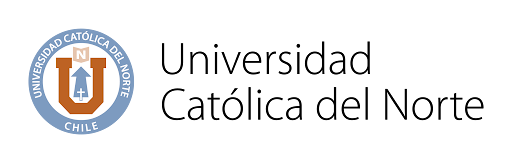 UNIVERSIDAD CATÓLICA DEL NORTE
N
U
CHILE
Universidad
Católica del Norte